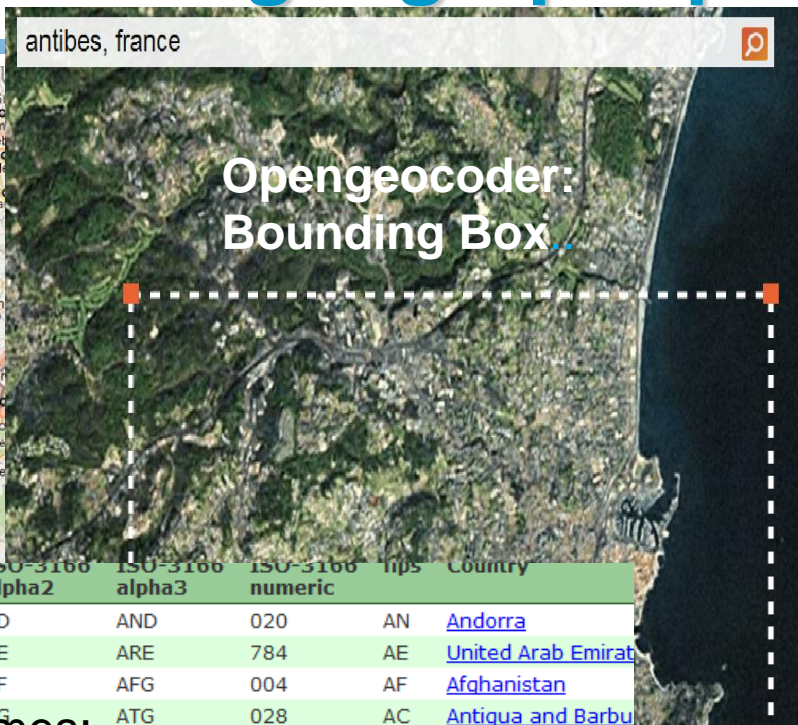 antibes, france
Opengeocoder:
Bounding Box..
ISO-3166 ISO-3166 fips Country
alpha3 numeric
AND 020 AN Andorra
ARE 784 AE United Arab Emirat
AFG 004 AF Afghanistan
ATG 028 AC Antigua and Barbu